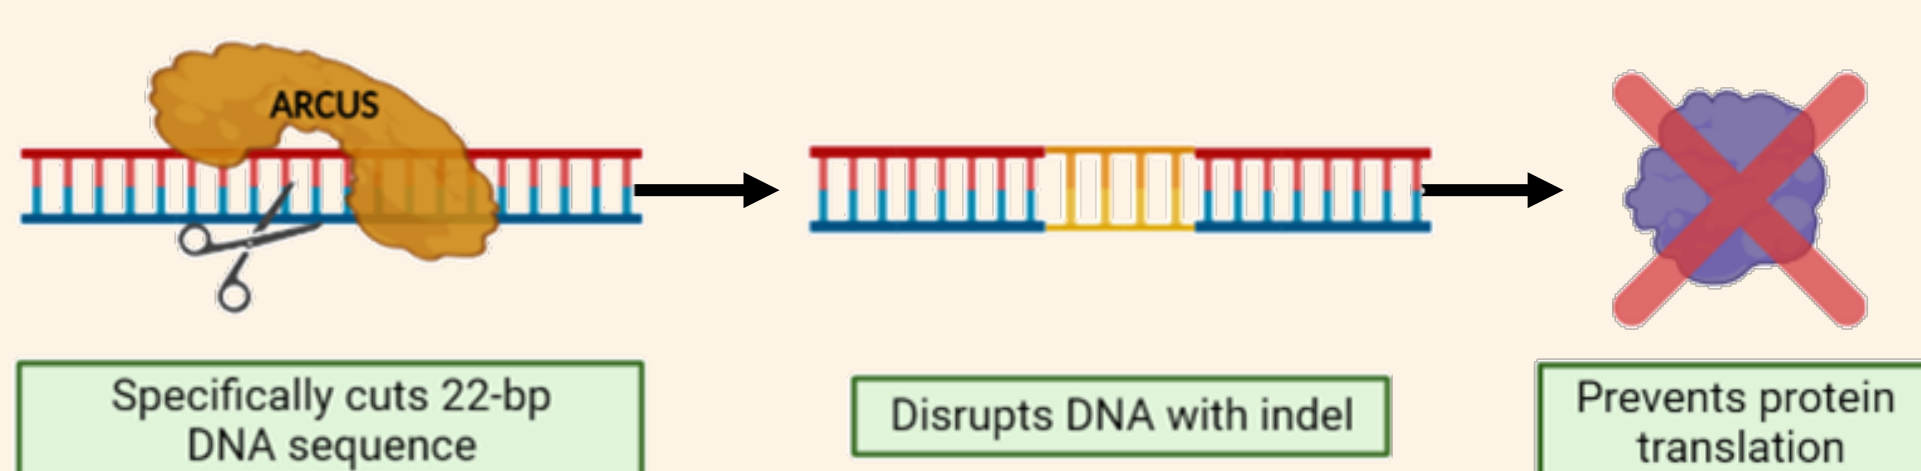 ARCUS
Specifically cuts 22-bp
DNA sequence
Disrupts DNA with indel
Prevents protein
translation